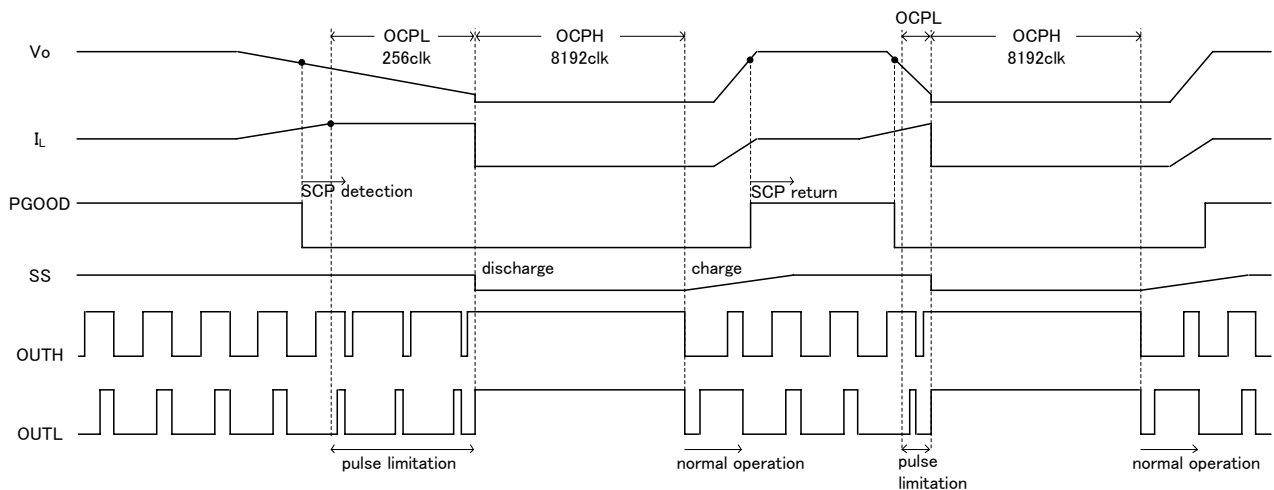 OCPL
OCPL
OCPH
OCPH
Vo
256clk
8192clk
8192clk
IL
SCP detection
SCP return
PGOOD
SS
discharge
charge
OUTH
OUTL
pulse limitation
normal operation
pulse
limitation
normal operation